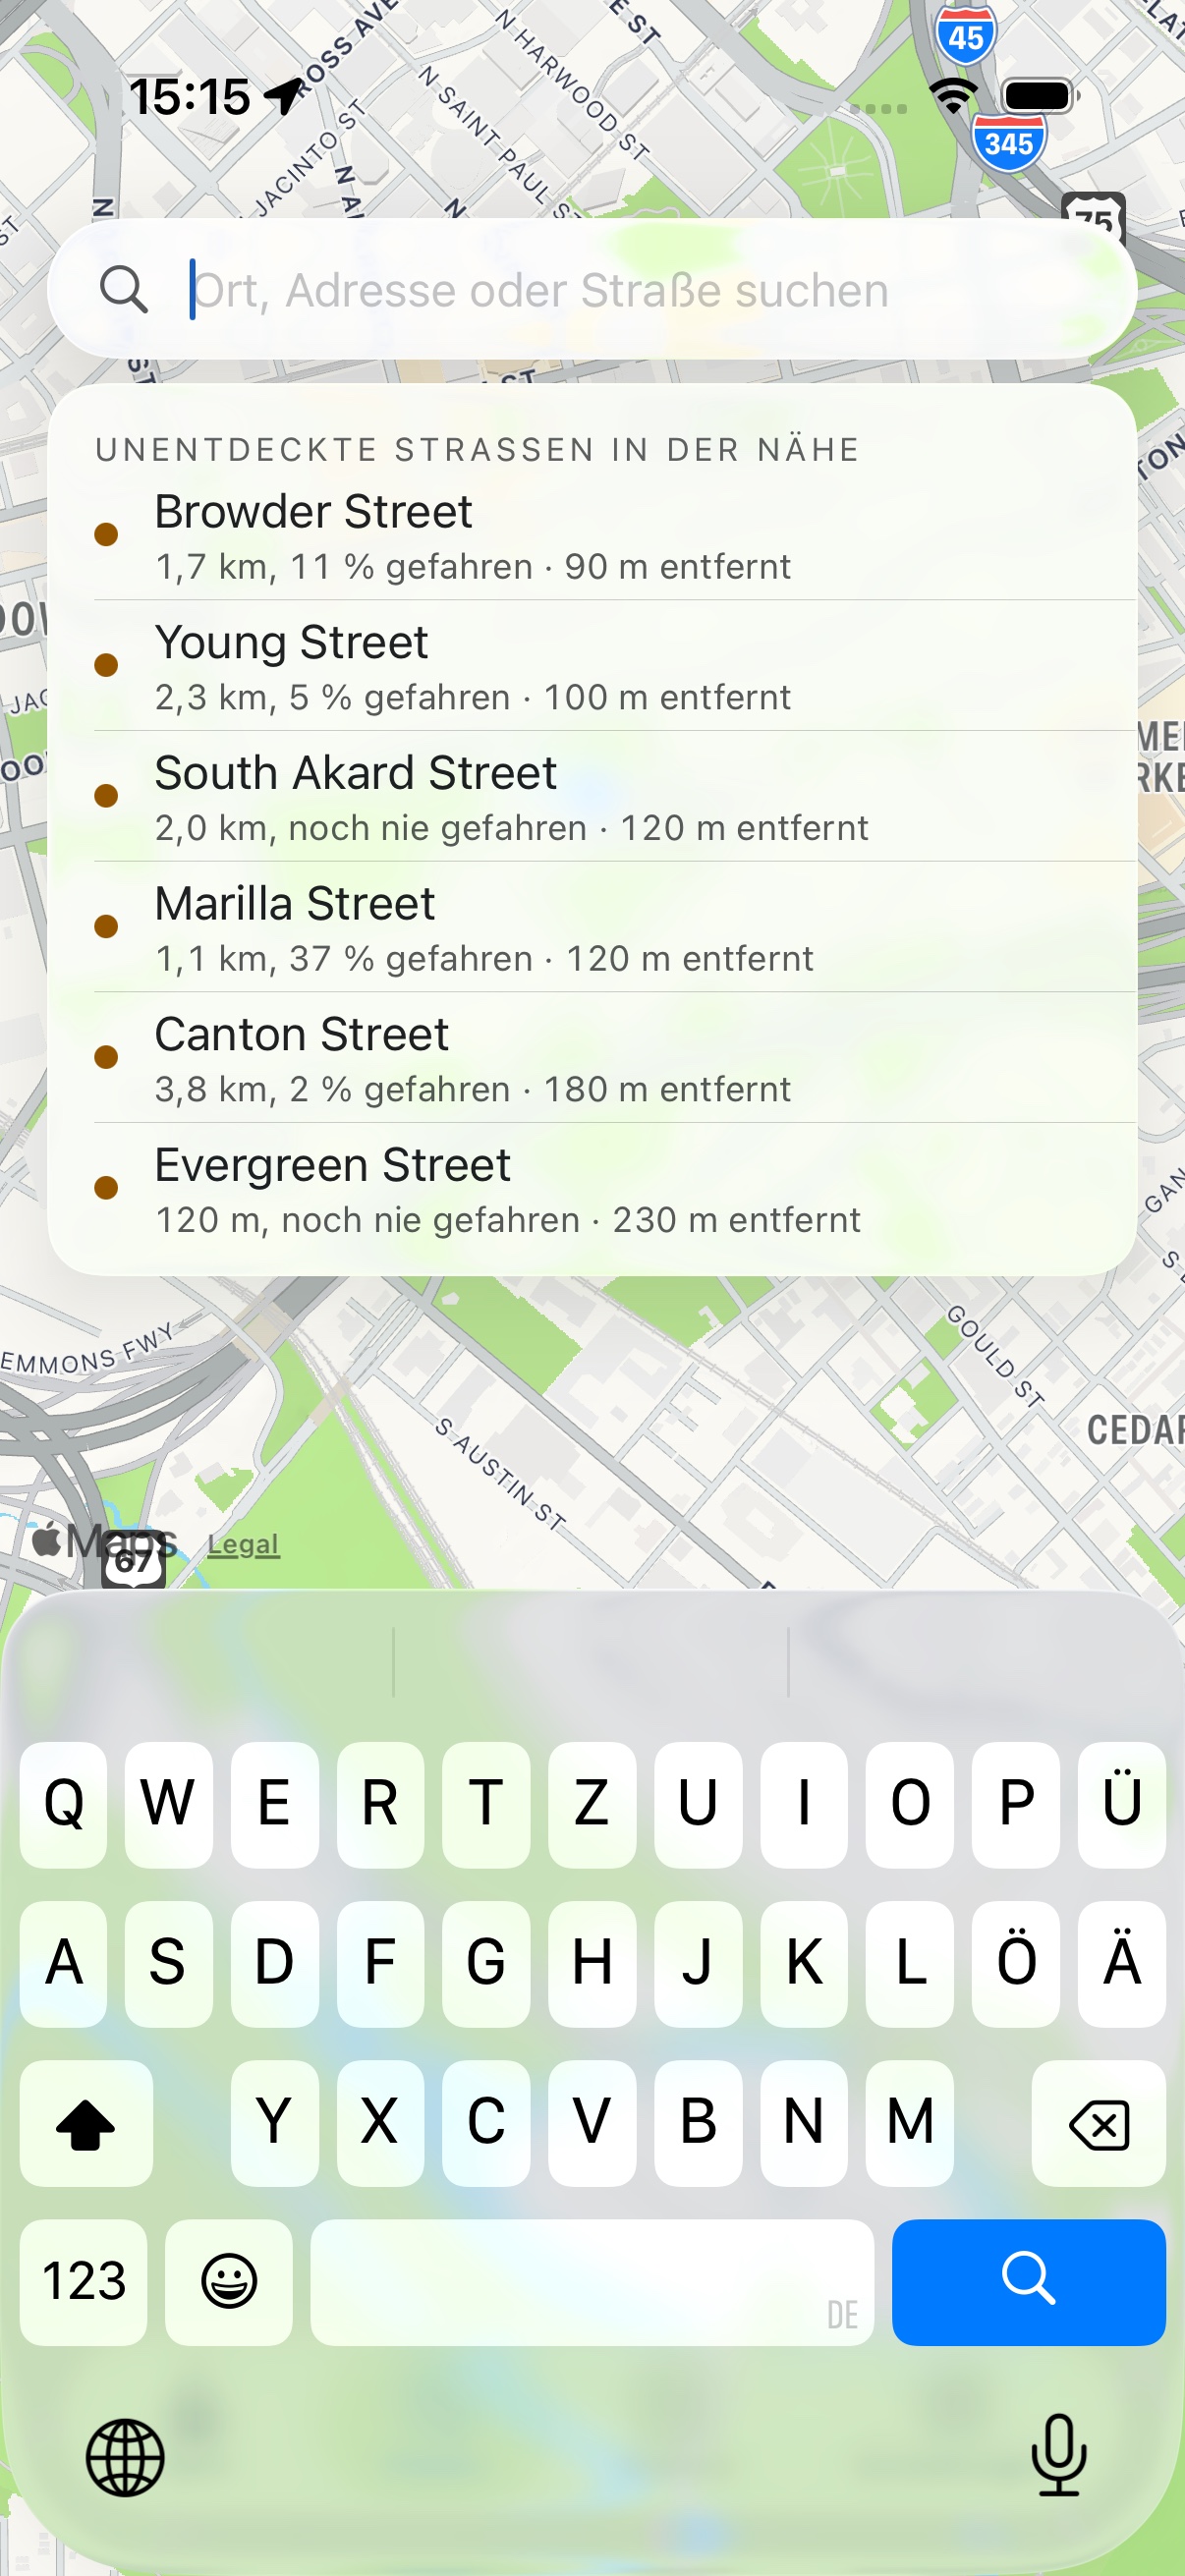 ROSS AVE
N HARWOOD ST
E ST
45
15:15
N SAINT PAUL ST
345
JACINTO ST
75
Ort, Adresse oder Straße suchen
ST
UNENTDECKTE STRASSEN IN DER NÄHE
Browder Street
1,7 km, 11 % gefahren · 90 m entfernt
Young Street
2,3 km, 5 % gefahren · 100 m entfernt
South Akard Street
2,0 km, noch nie gefahren · 120 m entfernt
Marilla Street
1,1 km, 37 % gefahren · 120 m entfernt
Canton Street
3,8 km, 2 % gefahren · 180 m entfernt
Evergreen Street
120 m, noch nie gefahren · 230 m entfernt
GOULD ST
EMMONS FWY
S AUSTIN ST
CEDAR
Maps
67
Legal
Q W E R T Z U I O P Ü
A S D F G H J K L Ö Ä
Y X C V B N M
123
DE